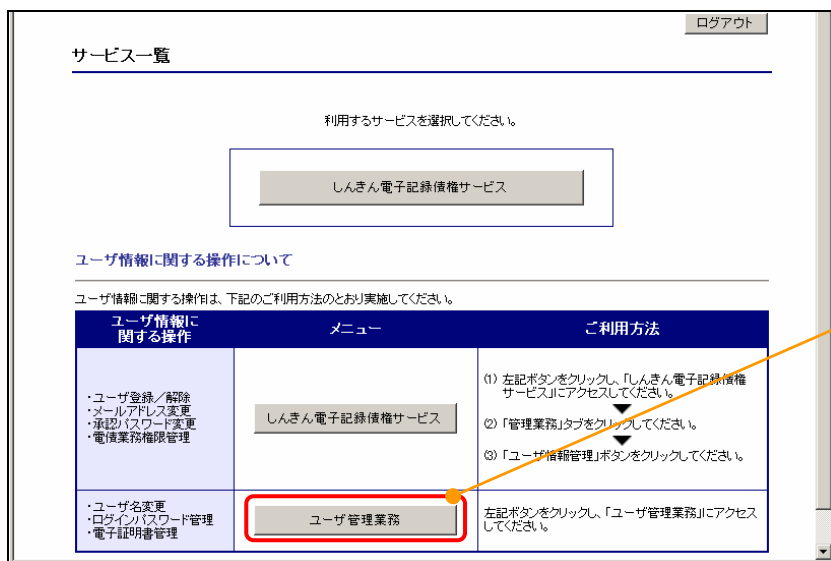 ログアウト
サービス一覧
利用するサービスを選択してください。
しんきん電子記録債権サービス
ユーザ情報に関する操作について
ユーザ情報に関する操作は、下記のご利用方法のとおり実施してください。
ユーザ情報に
関する操作
メニュー
ご利用方法
・ユーザ登録／解除
・メールアドレス変更
・承認パスワード変更
・電債業務権限管理
しんきん電子記録債権サービス
(1) 左記ボタンをクリックし、「しんきん電子記録債権
サービス」にアクセスしてください。
(2) 「管理業務」タブをクリックしてください。
(3) 「ユーザ情報管理」ボタンをクリックしてください。
・ユーザ名変更
・ログインパスワード管理
・電子証明書管理
ユーザ管理業務
左記ボタンをクリックし、「ユーザ管理業務」にアクセス
してください。